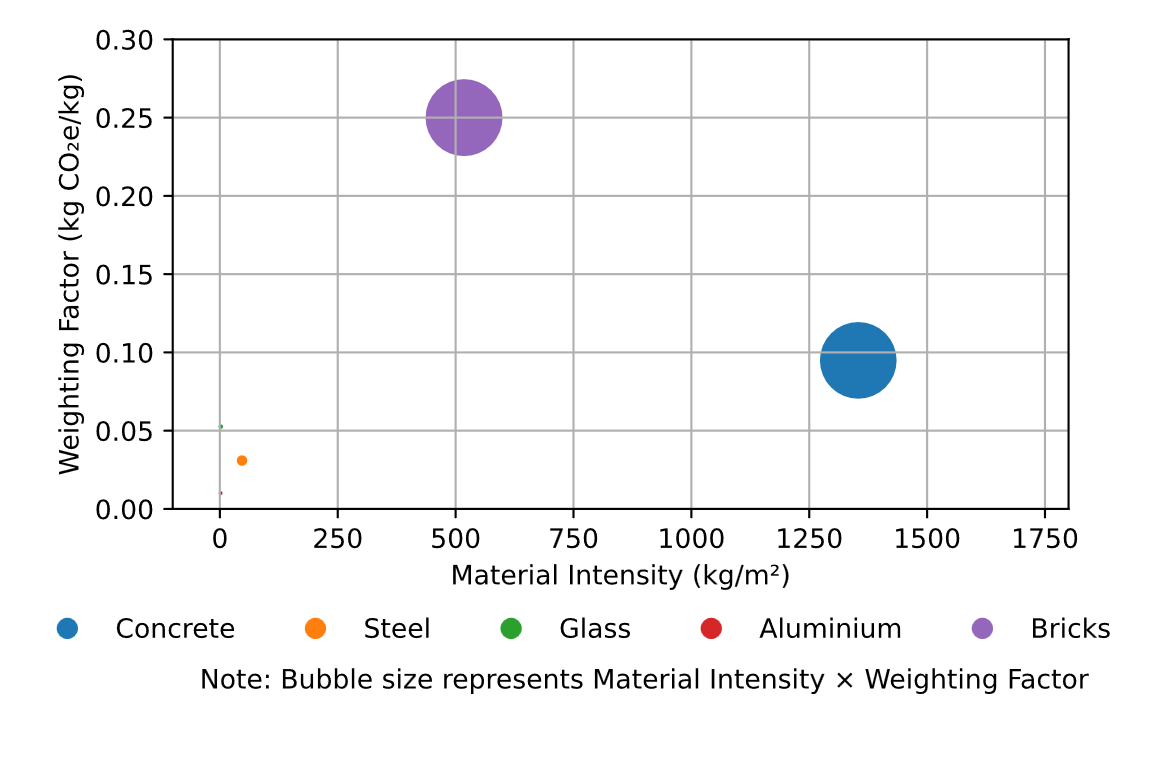 0.30
0.25
0.20
0.15
0.10
0.05
0.00
Weighting Factor (kg CO₂e/kg)
0 250 500 750 1000 1250 1500 1750
Material Intensity (kg/m²)
Concrete Steel Glass Aluminium Bricks
Note: Bubble size represents Material Intensity × Weighting Factor